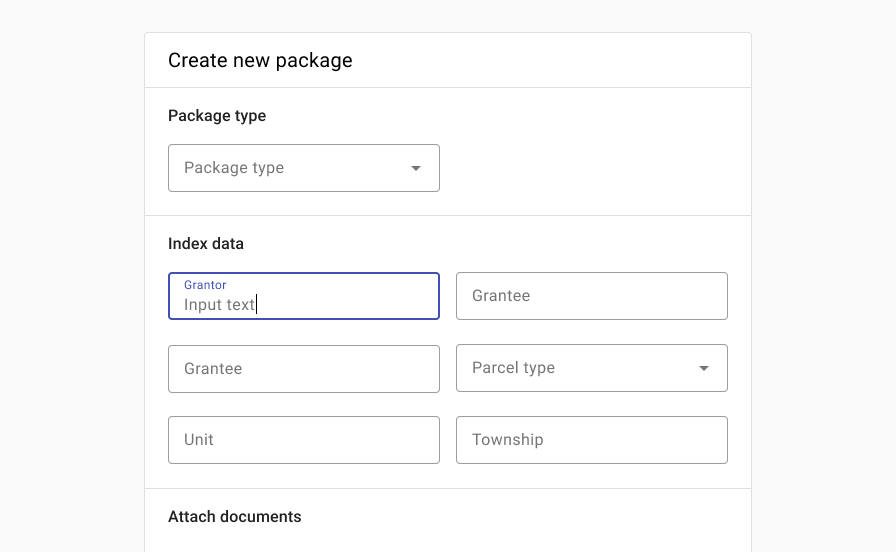 Create new package
Package type
Package type
Index data
Grantor
Input text
Grantee
Grantee
Parcel type
Unit
Township
Attach documents